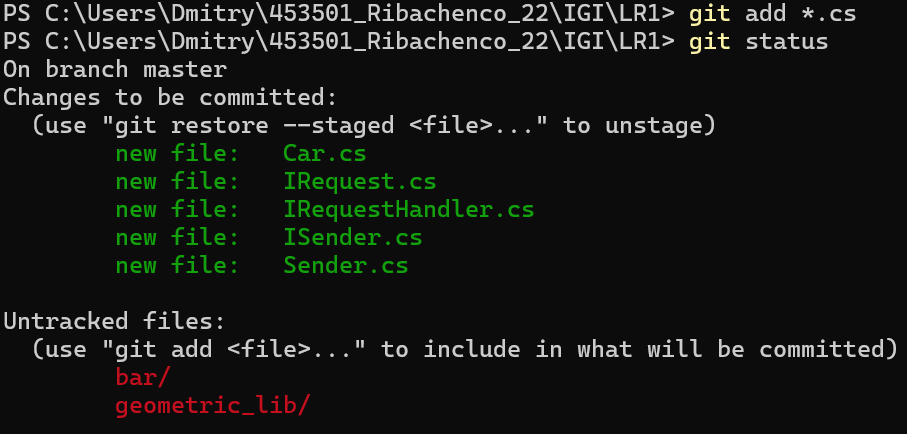 PS C:\Users\Dmitry\453501_Ribachenco_22\IGI\LR1> git add *.cs
PS C:\Users\Dmitry\453501_Ribachenco_22\IGI\LR1> git status
On branch master
Changes to be committed:
  (use "git restore --staged <file>..." to unstage)
        new file:   Car.cs
        new file:   IRequest.cs
        new file:   IRequestHandler.cs
        new file:   ISender.cs
        new file:   Sender.cs

Untracked files:
  (use "git add <file>..." to include in what will be committed)
        bar/
        geometric_lib/